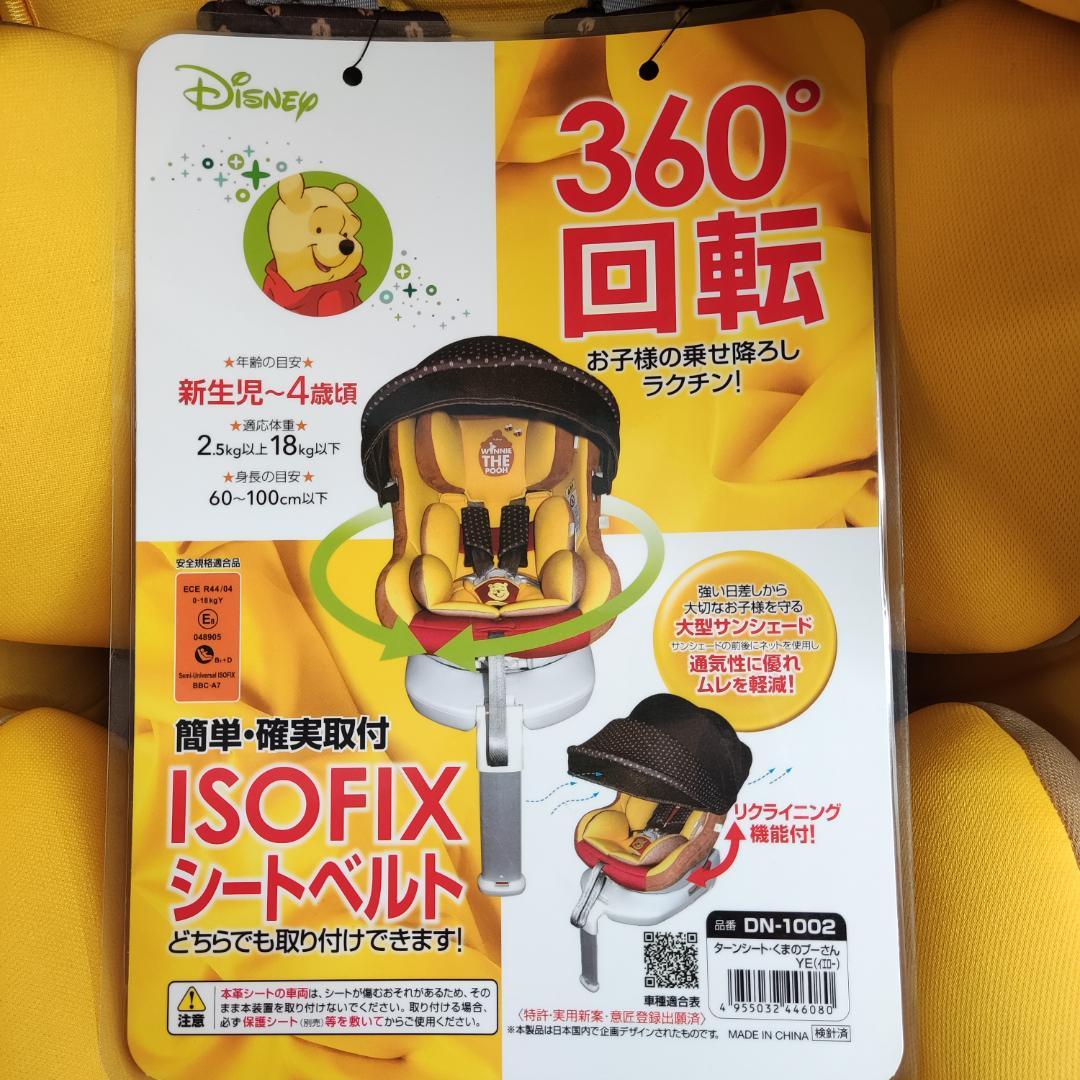 Disney
360°
回転
お子様の乗せ降ろし
ラクチン!
★年齢の目安★
新生児～4歳頃
★適応体重★
2.5kg以上18kg以下
★身長の目安★
60～100cm以下
WINNIE
THE
POOH
安全規格適合品
ECE R44/04
0-18kgY
E8
048905
B1+D
Semi-Universal ISOFIX
BBC-A7
強い日差しから
大切なお子様を守る
大型サンシェード
サンシェードの前後にネットを使用し
通気性に優れ
ムレを軽減!
簡単・確実取付
ISOFIX
シートベルト
どちらでも取り付けできます!
リクライニング
機能付!
注意
本革シートの車両は、シートが傷むおそれがあるため、その
まま本装置を取り付けないでください。取り付ける場合、
必ず保護シート(別売)等を敷いてからご使用ください。
車種適合表
品番 DN-1002
ターンシート・くまのプーさん
YE(イエロー)
4 955032 446080
〈特許・実用新案・意匠登録出願済〉
※本製品は日本国内で企画デザインされたものです。 MADE IN CHINA 検針済